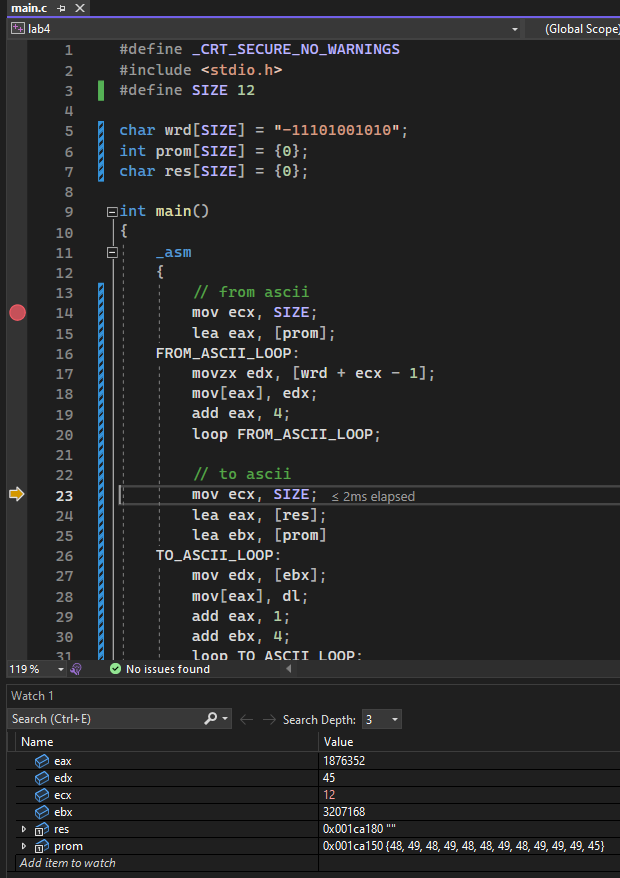 main.c
lab4 (Global Scope)
1 #define _CRT_SECURE_NO_WARNINGS
2 #include <stdio.h>
3 #define SIZE 12
4
5 char wrd[SIZE] = "-11101001010";
6 int prom[SIZE] = {0};
7 char res[SIZE] = {0};
8
9 int main()
10 {
11 _asm
12 {
13 // from ascii
14 mov ecx, SIZE;
15 lea eax, [prom];
16 FROM_ASCII_LOOP:
17 movzx edx, [wrd + ecx - 1];
18 mov[eax], edx;
19 add eax, 4;
20 loop FROM_ASCII_LOOP;
21
22 // to ascii
23 mov ecx, SIZE; ≤ 2ms elapsed
24 lea eax, [res];
25 lea ebx, [prom]
26 TO_ASCII_LOOP:
27 mov edx, [ebx];
28 mov[eax], dl;
29 add eax, 1;
30 add ebx, 4;
31 loop TO_ASCII_LOOP;
119 % No issues found
Watch 1
Search (Ctrl+E) Search Depth: 3
Name Value
eax 1876352
edx 45
ecx 12
ebx 3207168
res 0x001ca180 ""
prom 0x001ca150 {48, 49, 48, 49, 48, 48, 49, 48, 49, 49, 49, 45}
Add item to watch